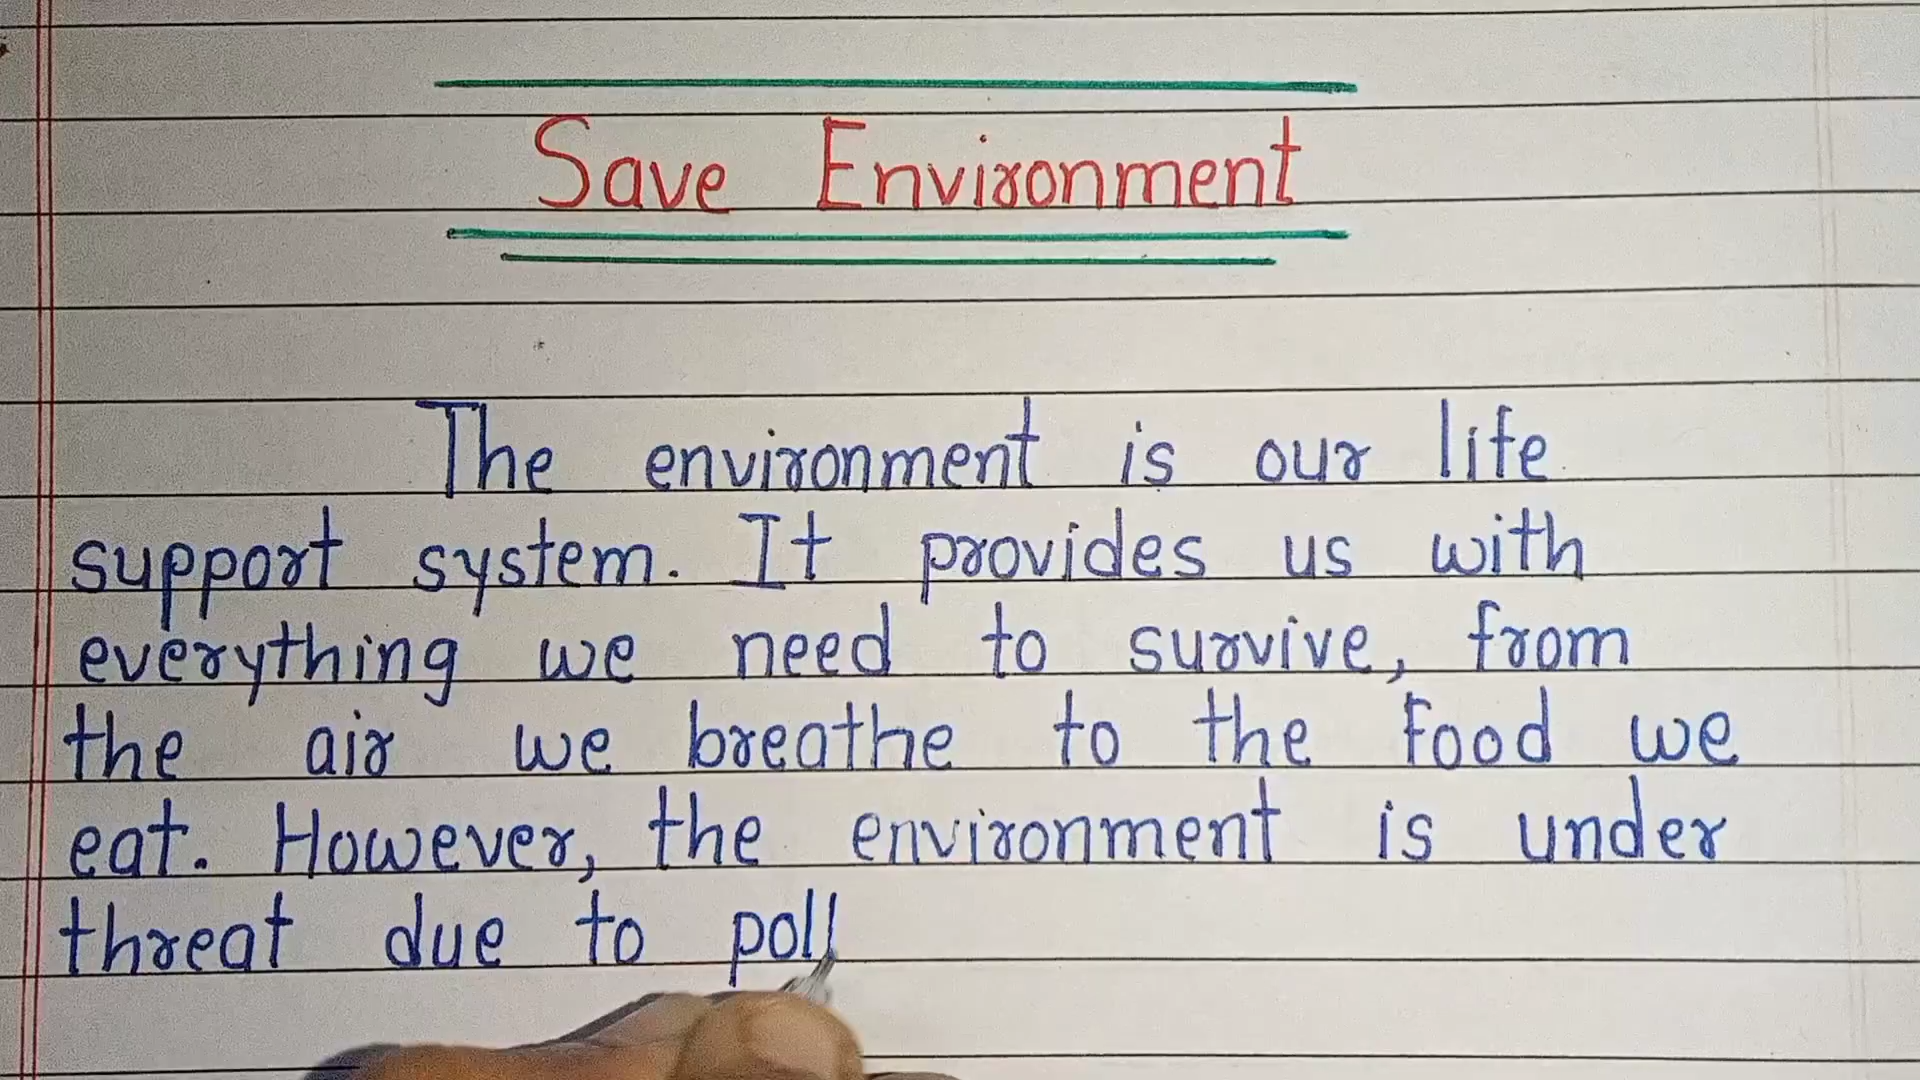 Save Environment
The environment is our life
support system. It provides us with
everything we need to survive, from
the air we breathe to the food we
eat. However, the environment is under
threat due to poll